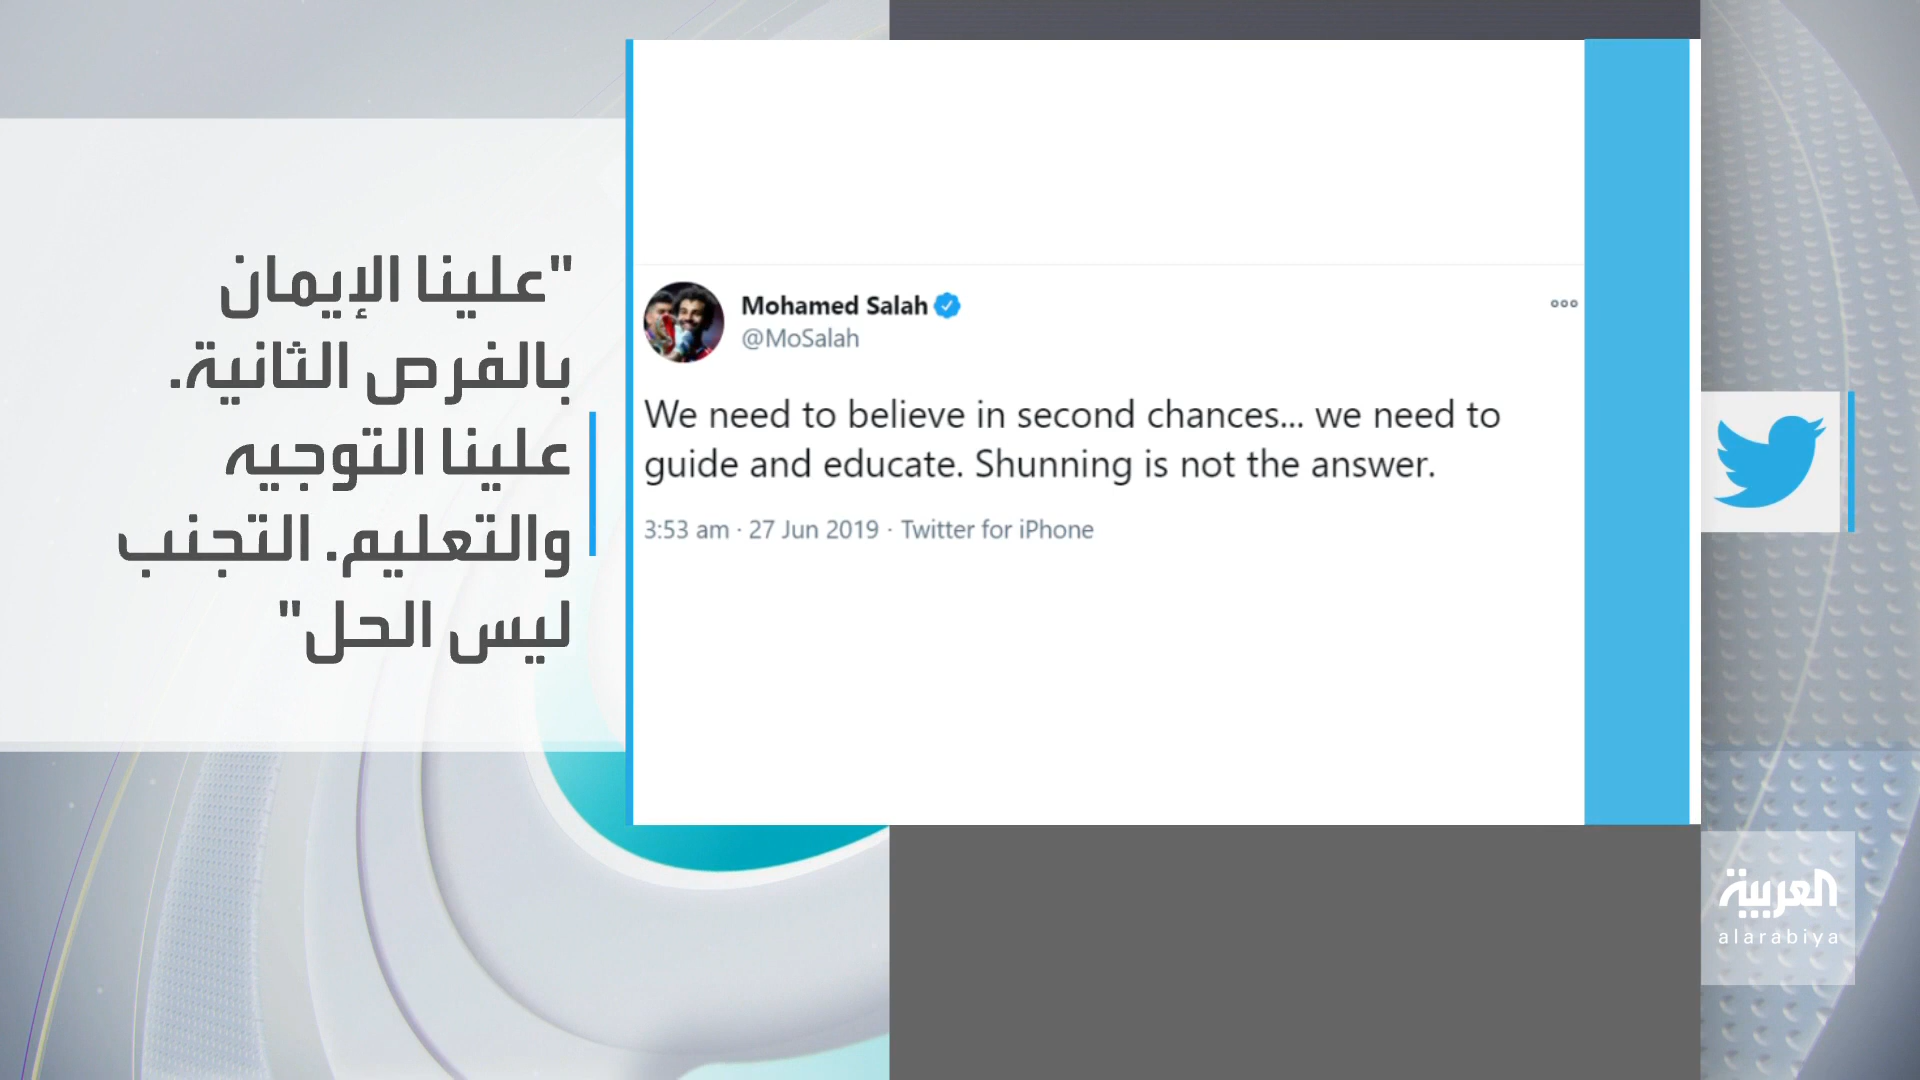 "علينا الإيمان
بالفرص الثانية.
علينا التوجيه
والتعليم. التجنب
ليس الحل"
Mohamed Salah
@MoSalah
We need to believe in second chances... we need to
guide and educate. Shunning is not the answer.
3:53 am · 27 Jun 2019 · Twitter for iPhone
العربية
alarabiya